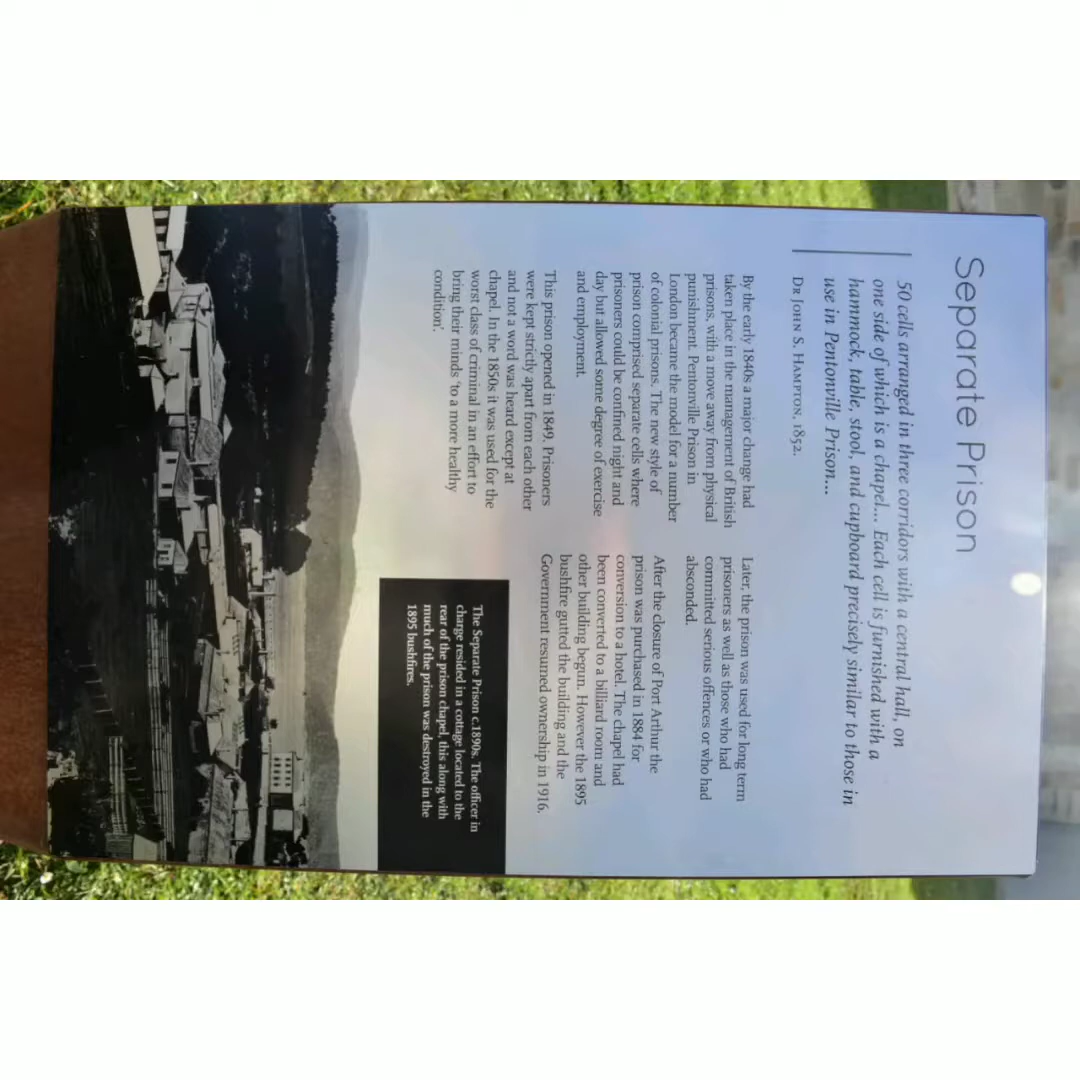 Separate Prison
50 cells arranged in three corridors with a central hall, on
one side of which is a chapel... Each cell is furnished with a
hammock, table, stool, and cupboard precisely similar to those in
use in Pentonville Prison...
DR JOHN S. HAMPTON, 1852.
By the early 1840s a major change had
taken place in the management of British
prisons, with a move away from physical
punishment. Pentonville Prison in
London became the model for a number
of colonial prisons. The new style of
prison comprised separate cells where
prisoners could be confined night and
day but allowed some degree of exercise
and employment.
This prison opened in 1849. Prisoners
were kept strictly apart from each other
and not a word was heard except at
chapel. In the 1850s it was used for the
worst class of criminal in an effort to
bring their minds ‘to a more healthy
condition’.
Later, the prison was used for long term
prisoners as well as those who had
committed serious offences or who had
absconded.
After the closure of Port Arthur the
prison was purchased in 1884 for
conversion to a hotel. The chapel had
been converted to a billiard room and
other building begun. However the 1895
bushfire gutted the building and the
Government resumed ownership in 1916.
The Separate Prison c.1890s. The officer in
charge resided in a cottage located to the
rear of the prison chapel, this along with
much of the prison was destroyed in the
1895 bushfires.